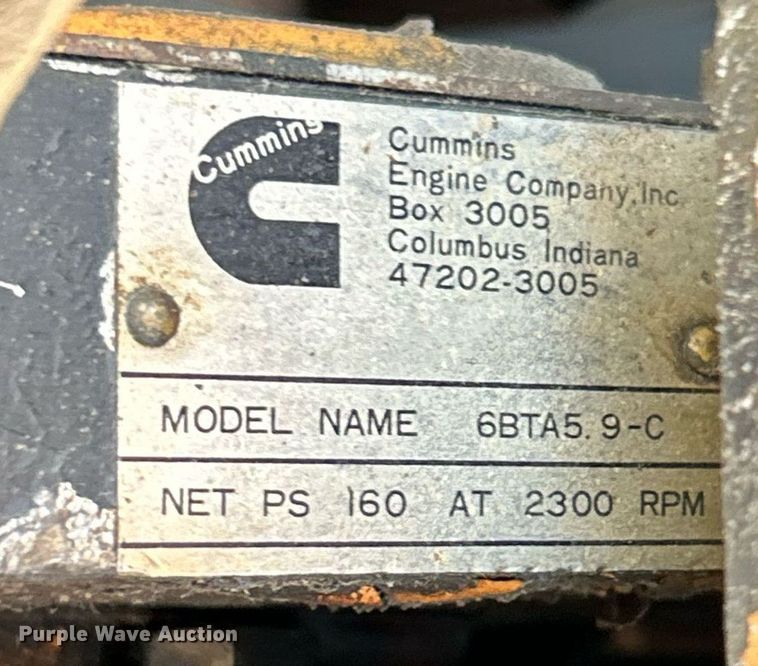 Cummins
Cummins
Engine Company, Inc.
Box 3005
Columbus Indiana
47202-3005
MODEL NAME 6BTA5.9-C
NET PS 160 AT 2300 RPM
Purple Wave Auction